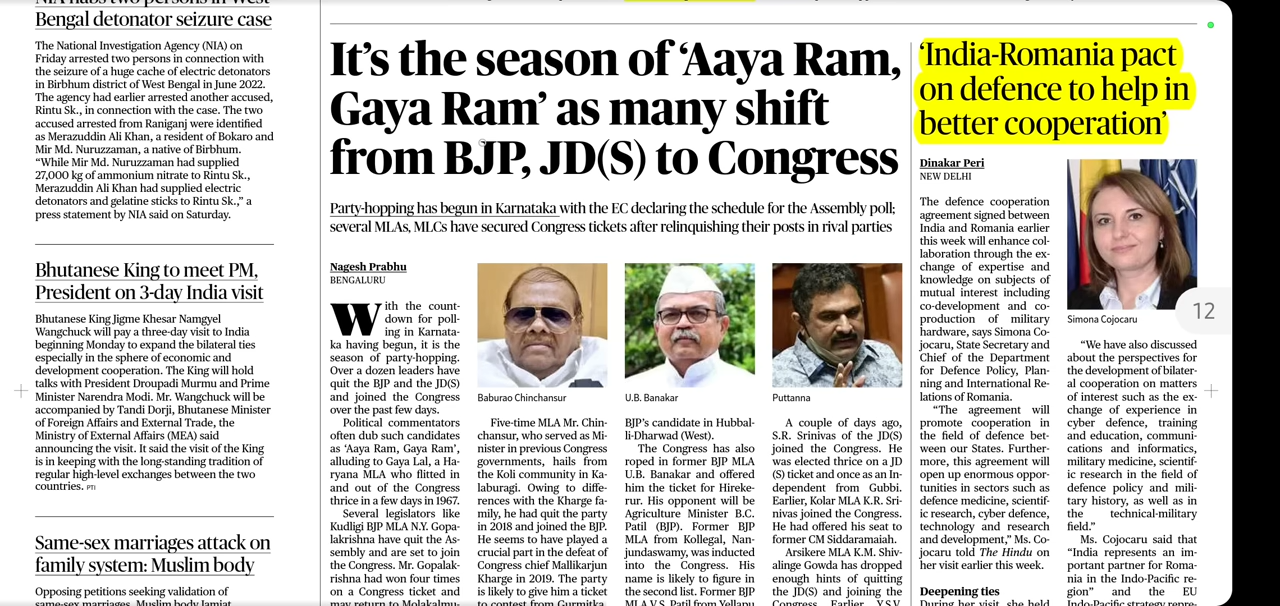 NIA nabs two persons in West
Bengal detonator seizure case
The National Investigation Agency (NIA) on
Friday arrested two persons in connection with
the seizure of a huge cache of electric detonators
in Birbhum district of West Bengal in June 2022.
The agency had earlier arrested another accused,
Rintu Sk., in connection with the case. The two
accused arrested from Raniganj were identified
as Merazuddin Ali Khan, a resident of Bokaro and
Mir Md. Nuruzzaman, a native of Birbhum.
“While Mir Md. Nuruzzaman had supplied
27,000 kg of ammonium nitrate to Rintu Sk.,
Merazuddin Ali Khan had supplied electric
detonators and gelatine sticks to Rintu Sk.,” a
press statement by NIA said on Saturday.
Bhutanese King to meet PM,
President on 3-day India visit
Bhutanese King Jigme Khesar Namgyel
Wangchuck will pay a three-day visit to India
beginning Monday to expand the bilateral ties
especially in the sphere of economic and
development cooperation. The King will hold
talks with President Droupadi Murmu and Prime
Minister Narendra Modi. Mr. Wangchuck will be
accompanied by Tandi Dorji, Bhutanese Minister
of Foreign Affairs and External Trade, the
Ministry of External Affairs (MEA) said
announcing the visit. It said the visit of the King
is in keeping with the long-standing tradition of
regular high-level exchanges between the two
countries. PTI
Same-sex marriages attack on
family system: Muslim body
Opposing petitions seeking validation of
same-sex marriages, Muslim body Jamiat
It’s the season of ‘Aaya Ram,
Gaya Ram’ as many shift
from BJP, JD(S) to Congress
Party-hopping has begun in Karnataka with the EC declaring the schedule for the Assembly poll;
several MLAs, MLCs have secured Congress tickets after relinquishing their posts in rival parties
Nagesh Prabhu
BENGALURU
With the count-
down for poll-
ing in Karnata-
ka having begun, it is the
season of party-hopping.
Over a dozen leaders have
quit the BJP and the JD(S)
and joined the Congress
over the past few days.
Political commentators
often dub such candidates
as ‘Aaya Ram, Gaya Ram’,
alluding to Gaya Lal, a Ha-
ryana MLA who flitted in
and out of the Congress
thrice in a few days in 1967.
Several legislators like
Kudligi BJP MLA N.Y. Gopa-
lakrishna have quit the As-
sembly and are set to join
the Congress. Mr. Gopalak-
rishna had won four times
on a Congress ticket and
may return to Molakalmu-
Baburao Chinchansur
Five-time MLA Mr. Chin-
chansur, who served as Mi-
nister in previous Congress
governments, hails from
the Koli community in Ka-
laburagi. Owing to diffe-
rences with the Kharge fa-
mily, he had quit the party
in 2018 and joined the BJP.
He seems to have played a
crucial part in the defeat of
Congress chief Mallikarjun
Kharge in 2019. The party
is likely to give him a ticket
to contest from Gurmitka,
U.B. Banakar
BJP’s candidate in Hubbal-
li-Dharwad (West).
The Congress has also
roped in former BJP MLA
U.B. Banakar and offered
him the ticket for Hireke-
rur. His opponent will be
Agriculture Minister B.C.
Patil (BJP). Former BJP
MLA from Kollegal, Nan-
jundaswamy, was inducted
into the Congress. His
name is likely to figure in
the second list. Former BJP
MLA V.S. Patil from Yellapu
Puttanna
A couple of days ago,
S.R. Srinivas of the JD(S)
joined the Congress. He
was elected thrice on a JD
(S) ticket and once as an In-
dependent from Gubbi.
Earlier, Kolar MLA K.R. Sri-
nivas joined the Congress.
He had offered his seat to
former CM Siddaramaiah.
Arsikere MLA K.M. Shiv-
alinge Gowda has dropped
enough hints of quitting
the JD(S) and joining the
Congress. Earlier, Y.S.V.
‘India-Romania pact
on defence to help in
better cooperation’
Dinakar Peri
NEW DELHI
The defence cooperation
agreement signed between
India and Romania earlier
this week will enhance col-
laboration through the ex-
change of expertise and
knowledge on subjects of
mutual interest including
co-development and co-
production of military
hardware, says Simona Co-
jocaru, State Secretary and
Chief of the Department
for Defence Policy, Plan-
ning and International Re-
lations of Romania.
“The agreement will
promote cooperation in
the field of defence bet-
ween our States. Further-
more, this agreement will
open up enormous oppor-
tunities in sectors such as
defence medicine, scientif-
ic research, cyber defence,
technology and research
and development,” Ms. Co-
jocaru told The Hindu on
her visit earlier this week.
Deepening ties
During her visit, she held
Simona Cojocaru
“We have also discussed
about the perspectives for
the development of bilater-
al cooperation on matters
of interest such as the ex-
change of experience in
cyber defence, training
and education, communi-
cations and informatics,
military medicine, scientif-
ic research in the field of
defence policy and mili-
tary history, as well as in
the technical-military
field.”
Ms. Cojocaru said that
“India represents an im-
portant partner for Roma-
nia in the Indo-Pacific re-
gion” and the EU
Indo-Pacific strategy repre
12